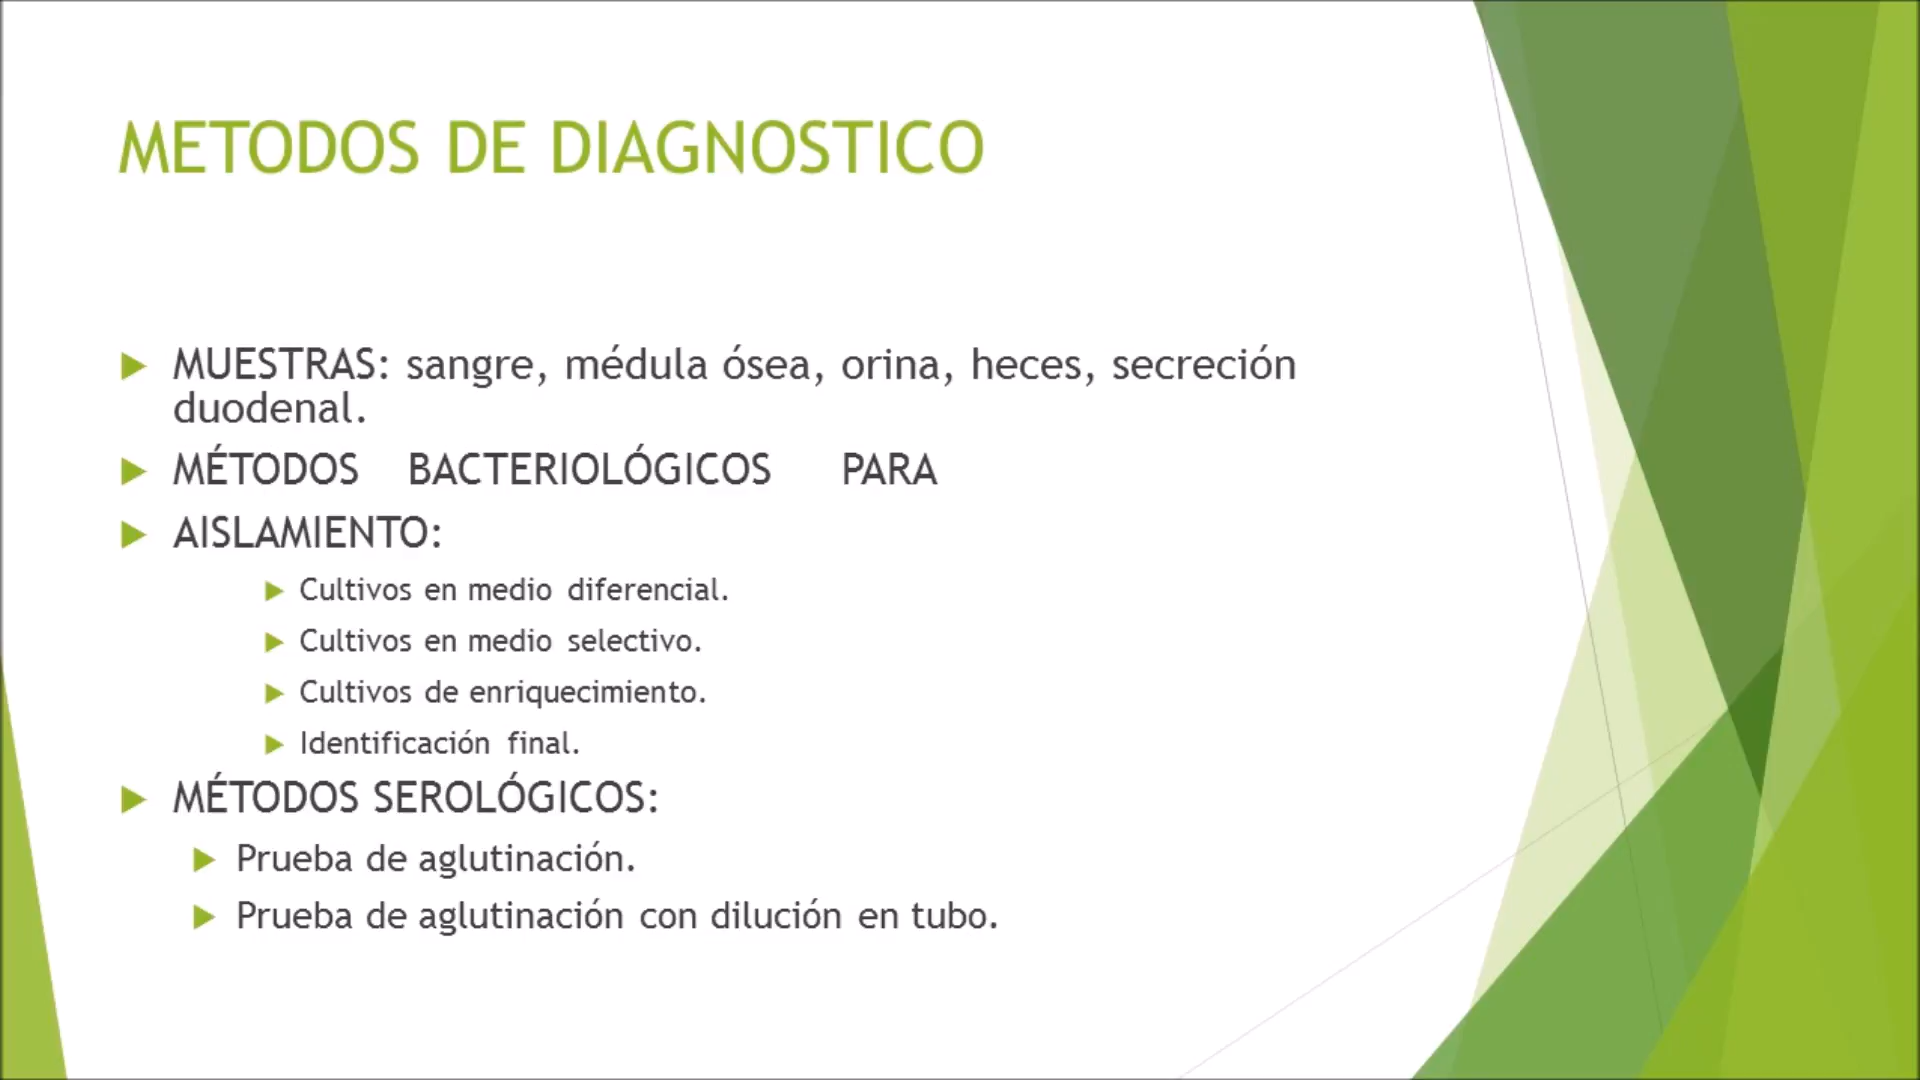 METODOS DE DIAGNOSTICO
MUESTRAS: sangre, médula ósea, orina, heces, secreción
duodenal.
MÉTODOS BACTERIOLÓGICOS PARA
AISLAMIENTO:
Cultivos en medio diferencial.
Cultivos en medio selectivo.
Cultivos de enriquecimiento.
Identificación final.
MÉTODOS SEROLÓGICOS:
Prueba de aglutinación.
Prueba de aglutinación con dilución en tubo.